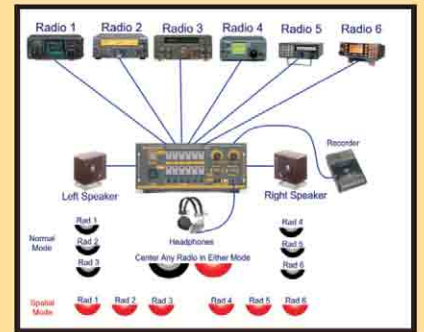 Radio 1 Radio 2 Radio 3 Radio 4 Radio 5 Radio 6
Recorder
Left Speaker Right Speaker
Headphones
Normal Mode
Rad 1
Rad 2
Rad 3
Center Any Radio in Either Mode
Rad 4
Rad 5
Rad 6
Spatial Mode
Rad 1 Rad 2 Rad 3 Rad 4 Rad 5 Rad 6